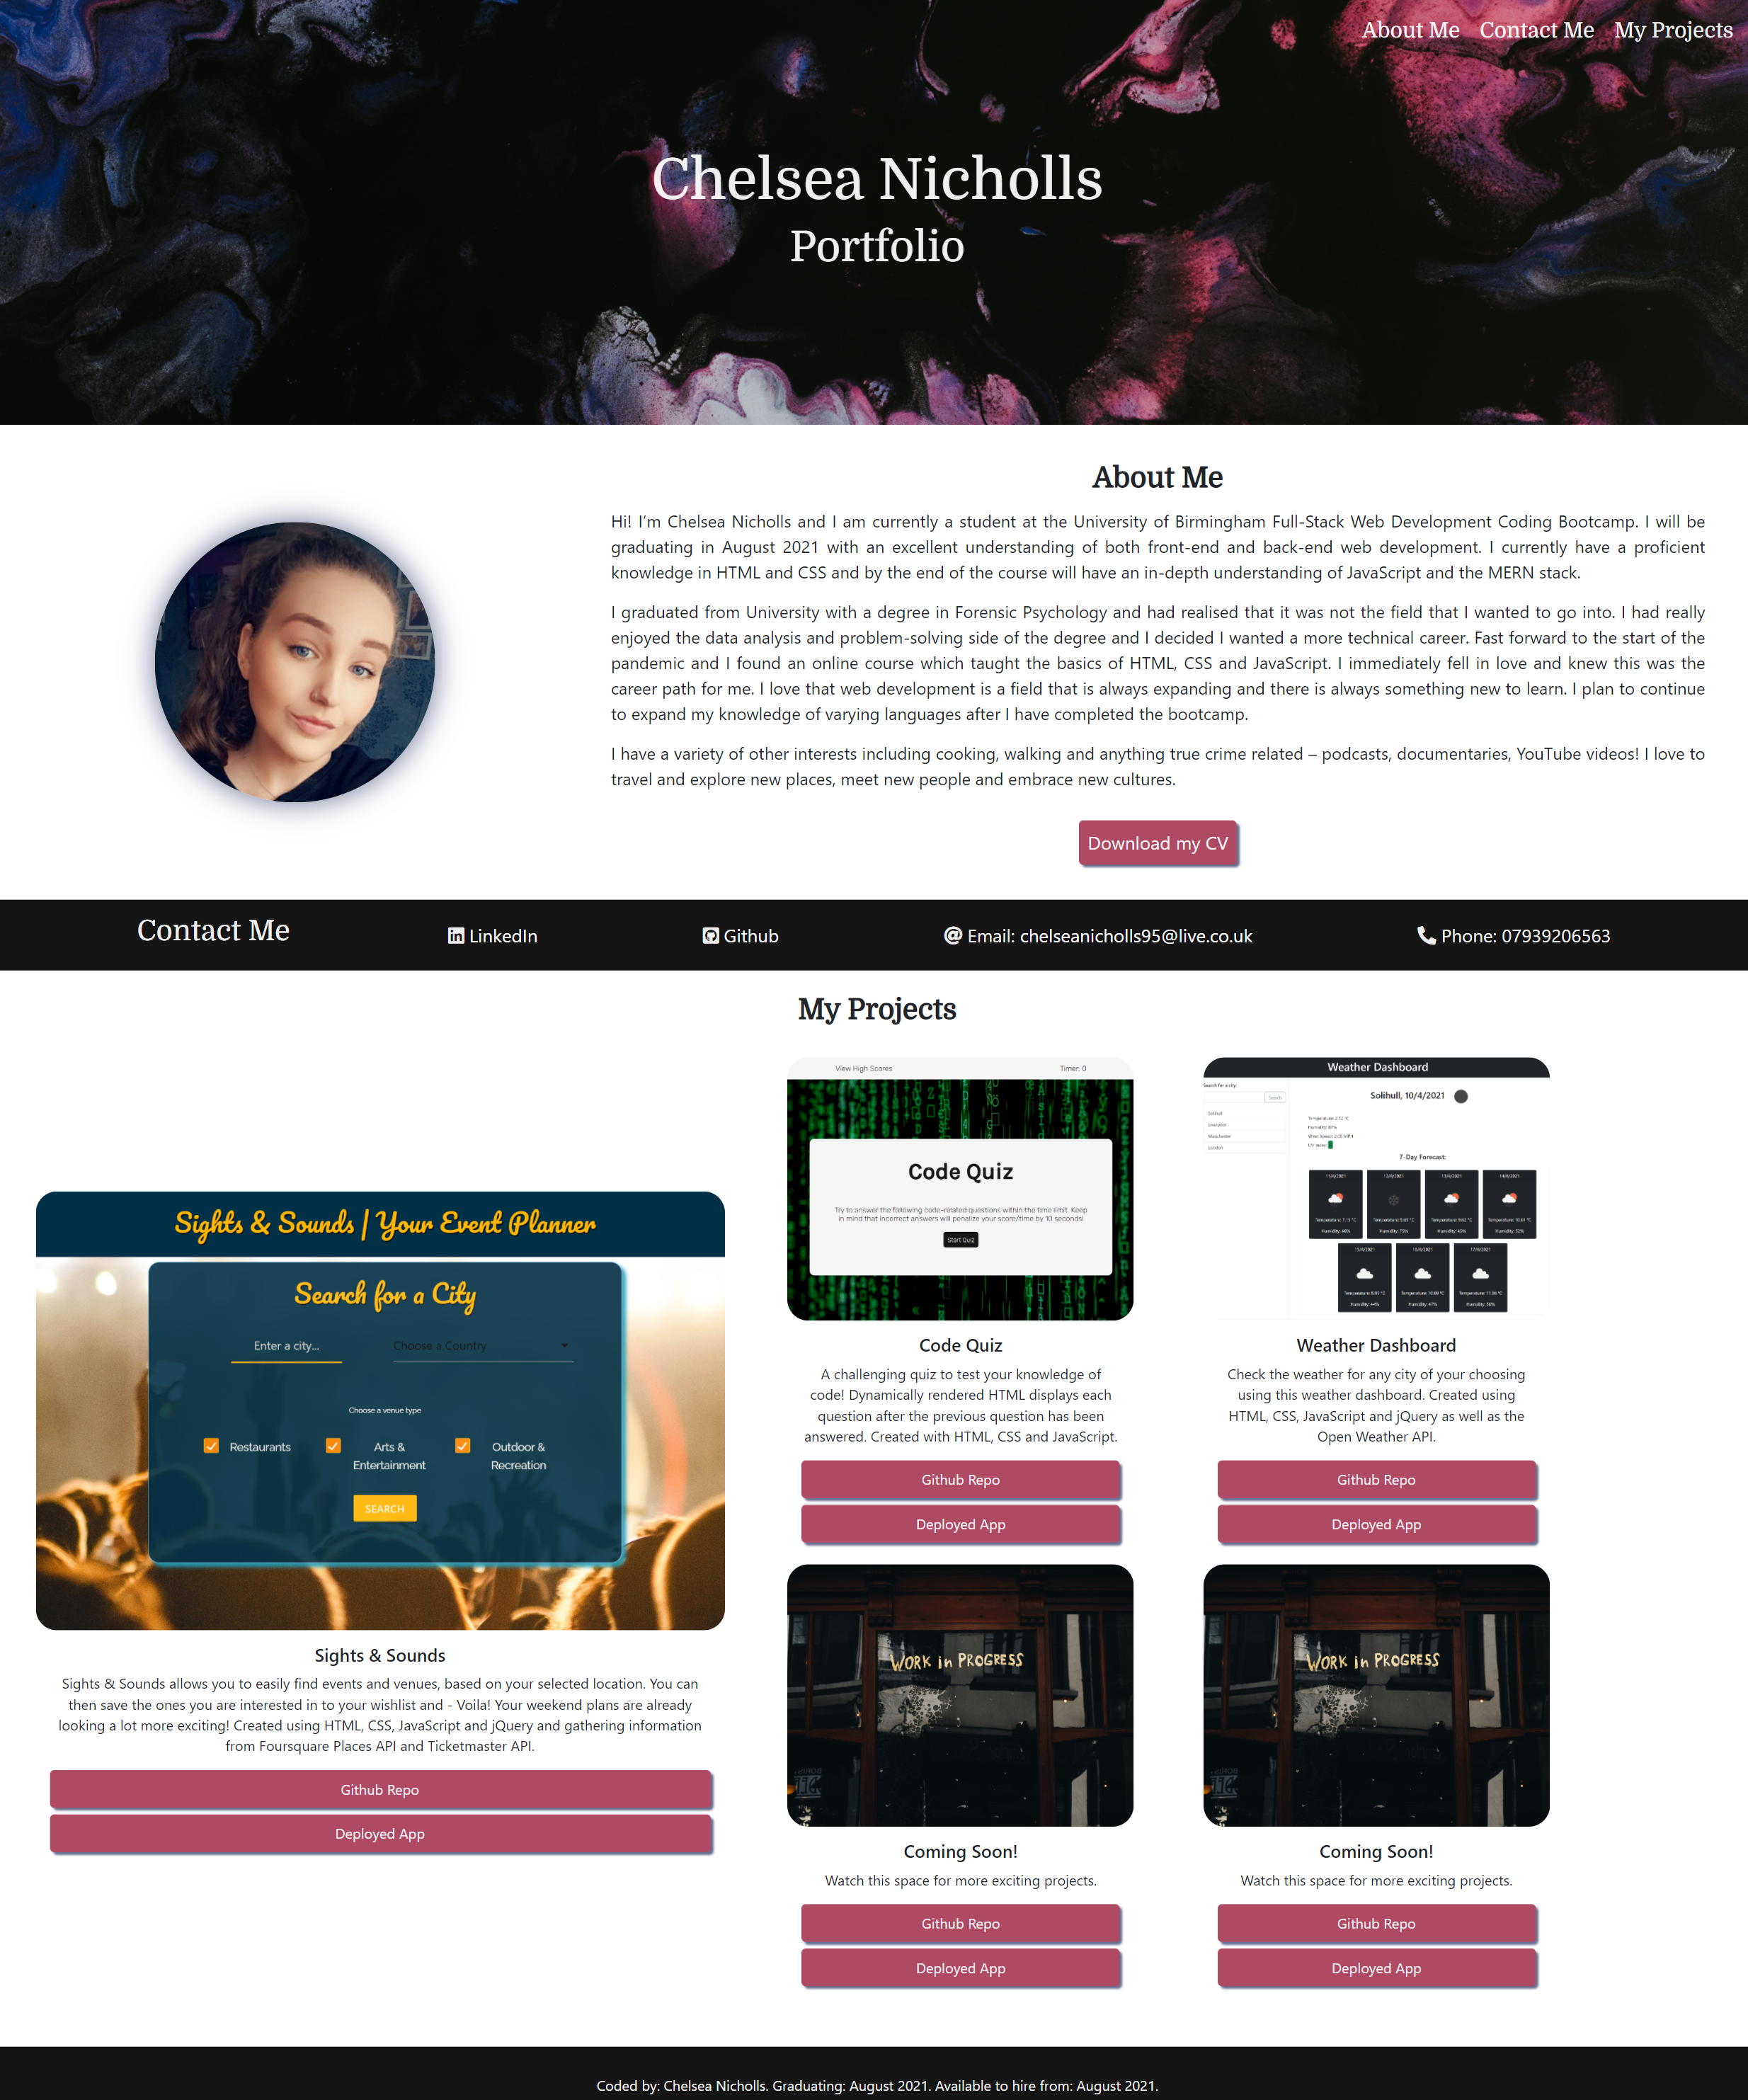 About Me Contact Me My Projects
Chelsea Nicholls
Portfolio
About Me
Hi! I’m Chelsea Nicholls and I am currently a student at the University of Birmingham Full-Stack Web Development Coding Bootcamp. I will be
graduating in August 2021 with an excellent understanding of both front-end and back-end web development. I currently have a proficient
knowledge in HTML and CSS and by the end of the course will have an in-depth understanding of JavaScript and the MERN stack.
I graduated from University with a degree in Forensic Psychology and had realised that it was not the field that I wanted to go into. I had really
enjoyed the data analysis and problem-solving side of the degree and I decided I wanted a more technical career. Fast forward to the start of the
pandemic and I found an online course which taught the basics of HTML, CSS and JavaScript. I immediately fell in love and knew this was the
career path for me. I love that web development is a field that is always expanding and there is always something new to learn. I plan to continue
to expand my knowledge of varying languages after I have completed the bootcamp.
I have a variety of other interests including cooking, walking and anything true crime related – podcasts, documentaries, YouTube videos! I love to
travel and explore new places, meet new people and embrace new cultures.
Download my CV
Contact Me LinkedIn Github Email: chelseanicholls95@live.co.uk Phone: 07939206563
My Projects
Sights & Sounds | Your Event Planner
Search for a City
Enter a city... Choose a Country
Choose a venue type
Restaurants
Arts &
Entertainment
Outdoor &
Recreation
SEARCH
Sights & Sounds
Sights & Sounds allows you to easily find events and venues, based on your selected location. You can
then save the ones you are interested in to your wishlist and - Voila! Your weekend plans are already
looking a lot more exciting! Created using HTML, CSS, JavaScript and jQuery and gathering information
from Foursquare Places API and Ticketmaster API.
Github Repo
Deployed App
View High Scores Timer: 0
Code Quiz
Try to answer the following code-related questions within the time limit. Keep
in mind that incorrect answers will penalize your score/time by 10 seconds!
Start Quiz
Code Quiz
A challenging quiz to test your knowledge of
code! Dynamically rendered HTML displays each
question after the previous question has been
answered. Created with HTML, CSS and JavaScript.
Github Repo
Deployed App
Weather Dashboard
Search for a city:
Search
Solihull
Liverpool
Manchester
London
Solihull, 10/4/2021
7-Day Forecast:
Weather Dashboard
Check the weather for any city of your choosing
using this weather dashboard. Created using
HTML, CSS, JavaScript and jQuery as well as the
Open Weather API.
Github Repo
Deployed App
WORK in PROGRESS
Coming Soon!
Watch this space for more exciting projects.
Github Repo
Deployed App
WORK in PROGRESS
Coming Soon!
Watch this space for more exciting projects.
Github Repo
Deployed App
Coded by: Chelsea Nicholls. Graduating: August 2021. Available to hire from: August 2021.